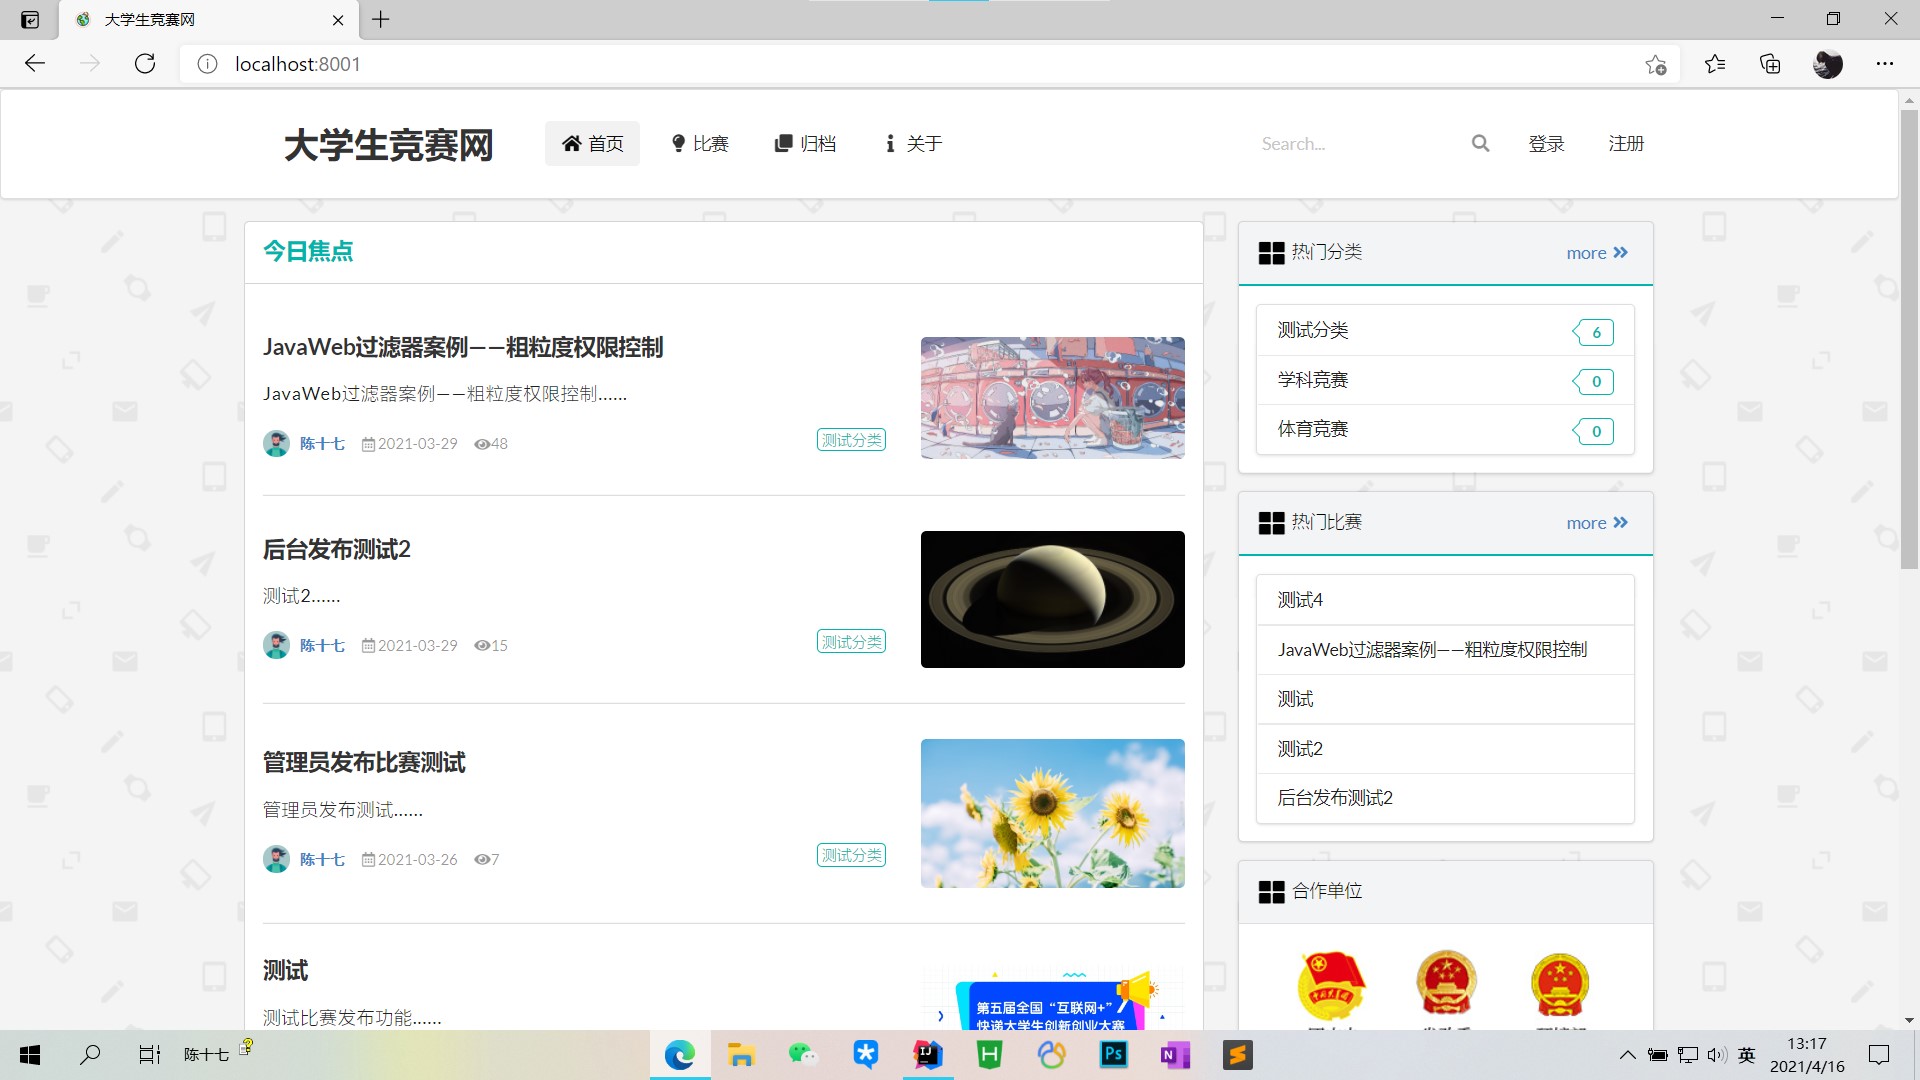 大学生竞赛网
localhost:8001
大学生竞赛网
首页
比赛
归档
关于
Search...
登录
注册
今日焦点
JavaWeb过滤器案例——粗粒度权限控制
JavaWeb过滤器案例——粗粒度权限控制......
陈十七 2021-03-29 48
测试分类
后台发布测试2
测试2......
陈十七 2021-03-29 15
测试分类
管理员发布比赛测试
管理员发布测试......
陈十七 2021-03-26 7
测试分类
测试
测试比赛发布功能......
第五届全国“互联网+”
快递大学生创新创业大赛
热门分类
more
测试分类 6
学科竞赛 0
体育竞赛 0
热门比赛
more
测试4
JavaWeb过滤器案例——粗粒度权限控制
测试
测试2
后台发布测试2
合作单位
陈十七
英
13:17
2021/4/16